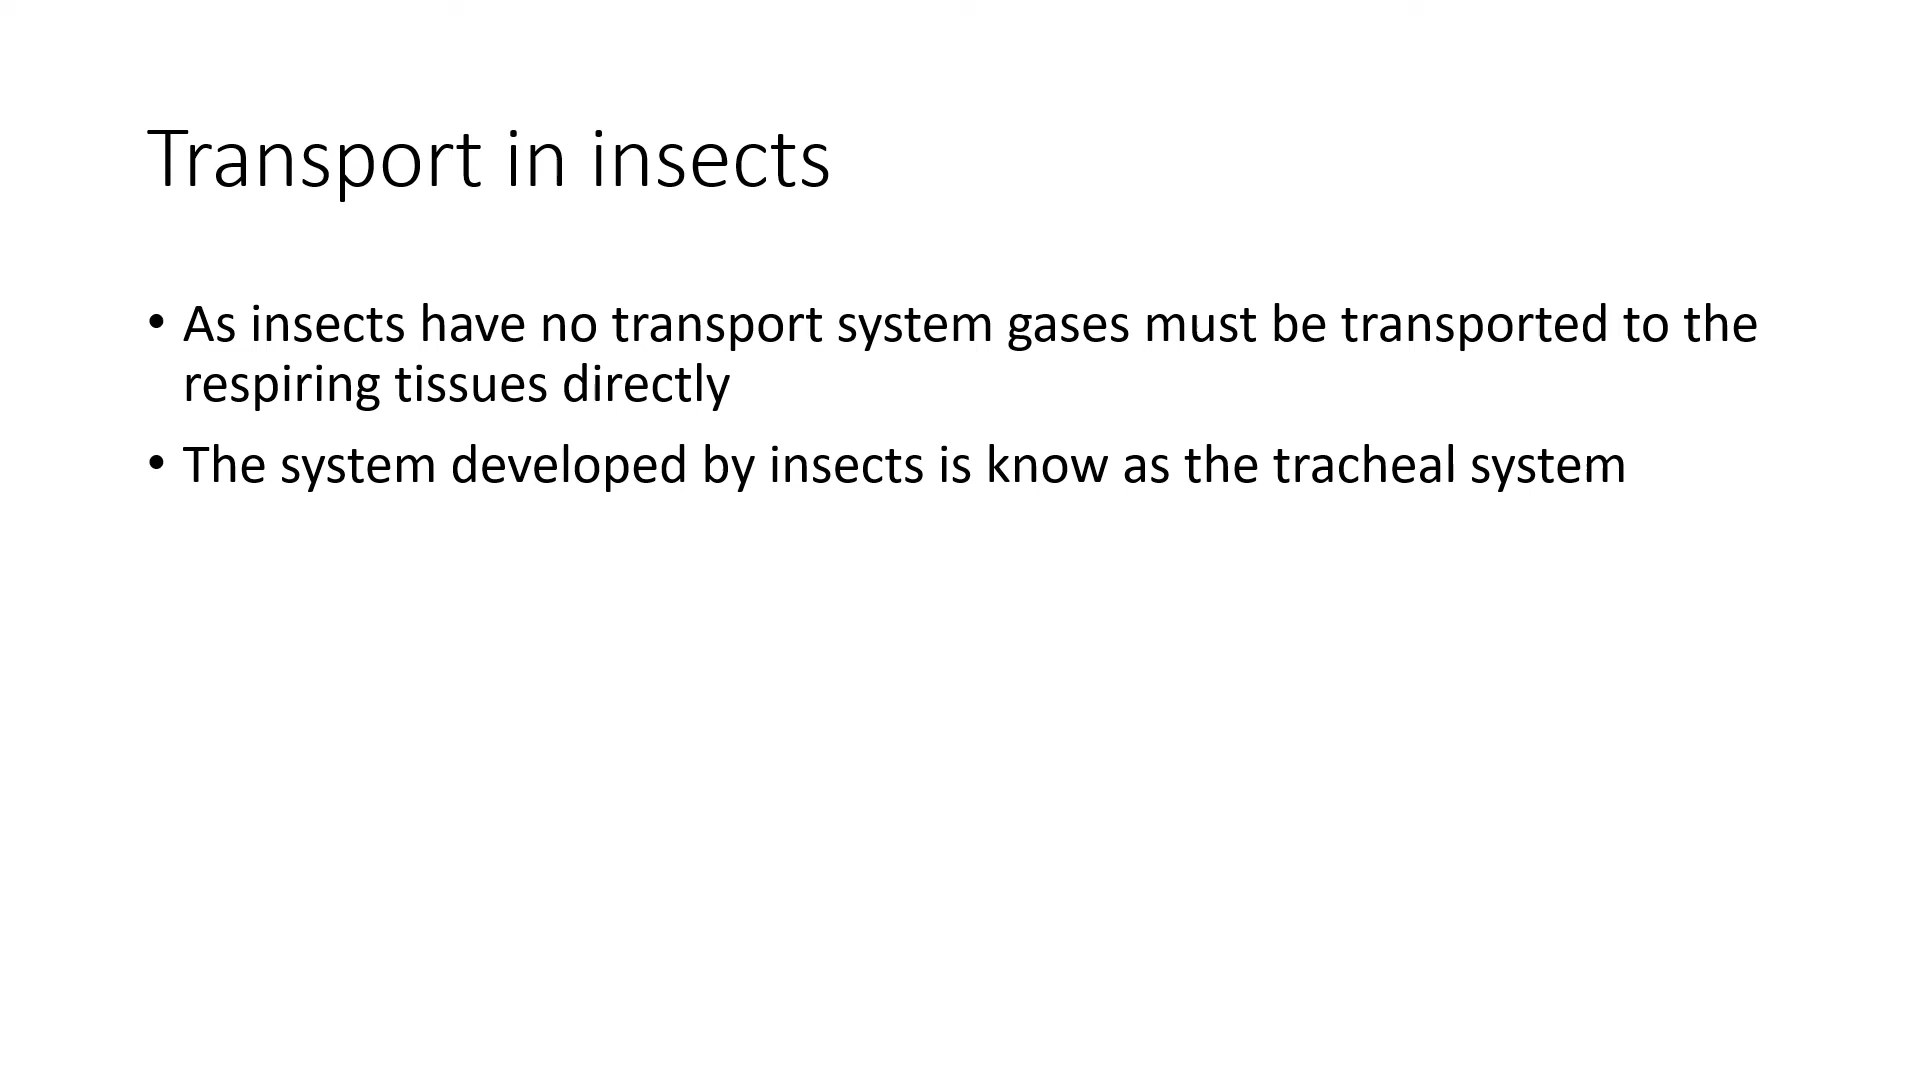 Transport in insects
• As insects have no transport system gases must be transported to the
respiring tissues directly
• The system developed by insects is know as the tracheal system